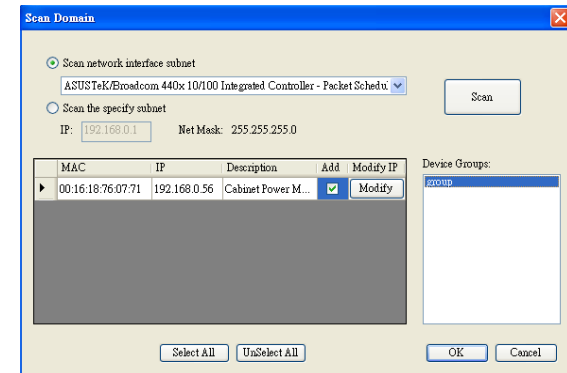 Scan Domain
Scan network interface subnet
ASUSTeK/Broadcom 440x 10/100 Integrated Controller - Packet Schedu
Scan
Scan the specify subnet
IP: 192.168.0.1 Net Mask: 255.255.255.0
MAC IP Description Add Modify IP
Device Groups:
00:16:18:76:07:71 192.168.0.56 Cabinet Power M... Modify
group
Select All UnSelect All OK Cancel